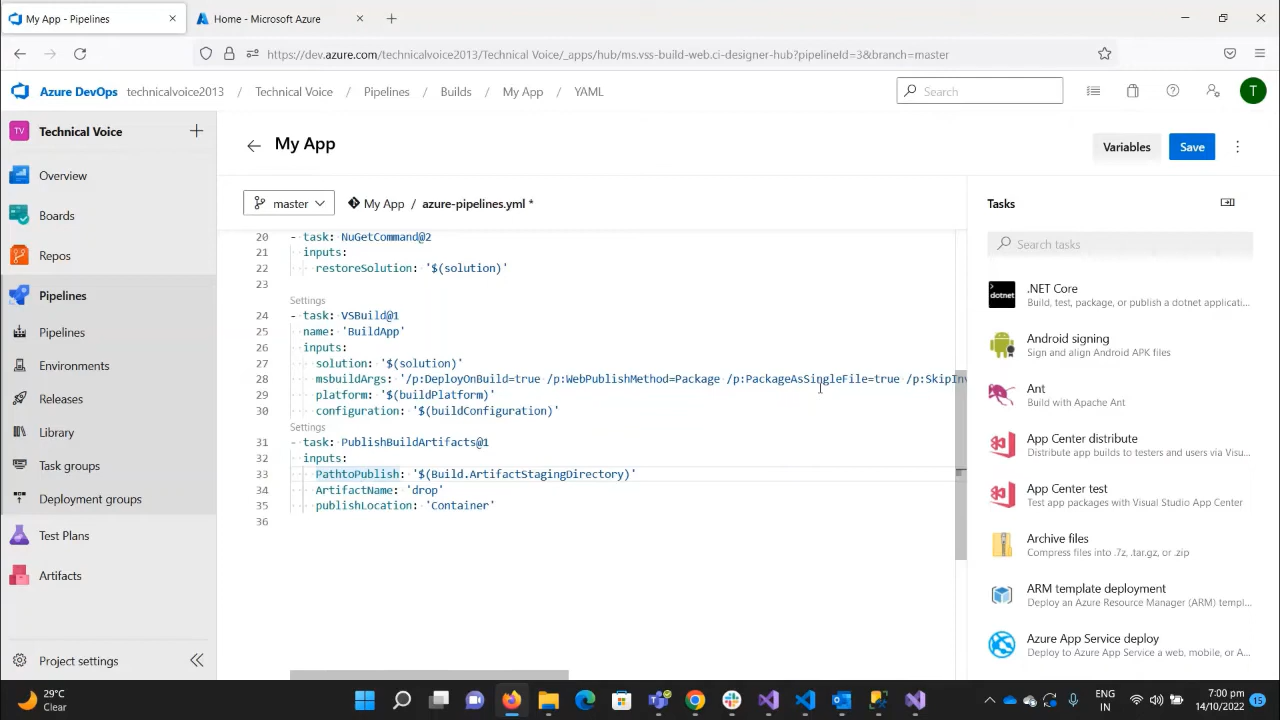 My App - Pipelines
Home - Microsoft Azure
https://dev.azure.com/technicalvoice2013/Technical Voice/_apps/hub/ms.vss-build-web.ci-designer-hub?pipelineId=3&branch=master
Azure DevOps technicalvoice2013 / Technical Voice / Pipelines / Builds / My App / YAML
Search
T
TV Technical Voice
Overview
Boards
Repos
Pipelines
Pipelines
Environments
Releases
Library
Task groups
Deployment groups
Test Plans
Artifacts
Project settings
My App
Variables
Save
master
My App / azure-pipelines.yml *
20 - task: NuGetCommand@2
21 inputs:
22 restoreSolution: '$(solution)'
23
Settings
24 - task: VSBuild@1
25 name: 'BuildApp'
26 inputs:
27 solution: '$(solution)'
28 msbuildArgs: '/p:DeployOnBuild=true /p:WebPublishMethod=Package /p:PackageAsSingleFile=true /p:SkipInv
29 platform: '$(buildPlatform)'
30 configuration: '$(buildConfiguration)'
Settings
31 - task: PublishBuildArtifacts@1
32 inputs:
33 PathtoPublish: '$(Build.ArtifactStagingDirectory)'
34 ArtifactName: 'drop'
35 publishLocation: 'Container'
36
Tasks
Search tasks
dotnet
.NET Core
Build, test, package, or publish a dotnet applicati...
Android signing
Sign and align Android APK files
Ant
Build with Apache Ant
App Center distribute
Distribute app builds to testers and users via Visu...
App Center test
Test app packages with Visual Studio App Center
Archive files
Compress files into .7z, .tar.gz, or .zip
ARM template deployment
Deploy an Azure Resource Manager (ARM) templ...
Azure App Service deploy
Deploy to Azure App Service a web, mobile, or A...
29°C
Clear
ENG
IN
7:00 pm
14/10/2022
15